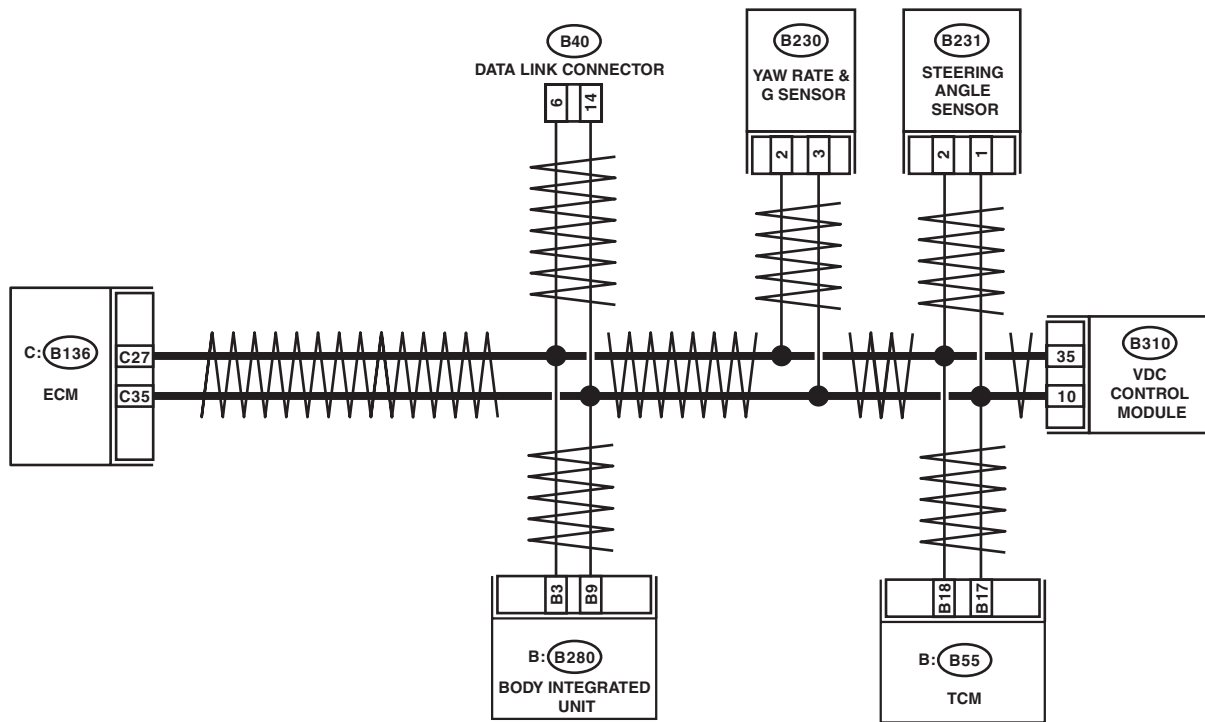 B40
DATA LINK CONNECTOR
6
14
B230
YAW RATE &
G SENSOR
2
3
B231
STEERING
ANGLE
SENSOR
2
1
C: B136
ECM
C27
C35
35
10
B310
VDC
CONTROL
MODULE
B3
B9
B: B280
BODY INTEGRATED
UNIT
B18
B17
B: B55
TCM